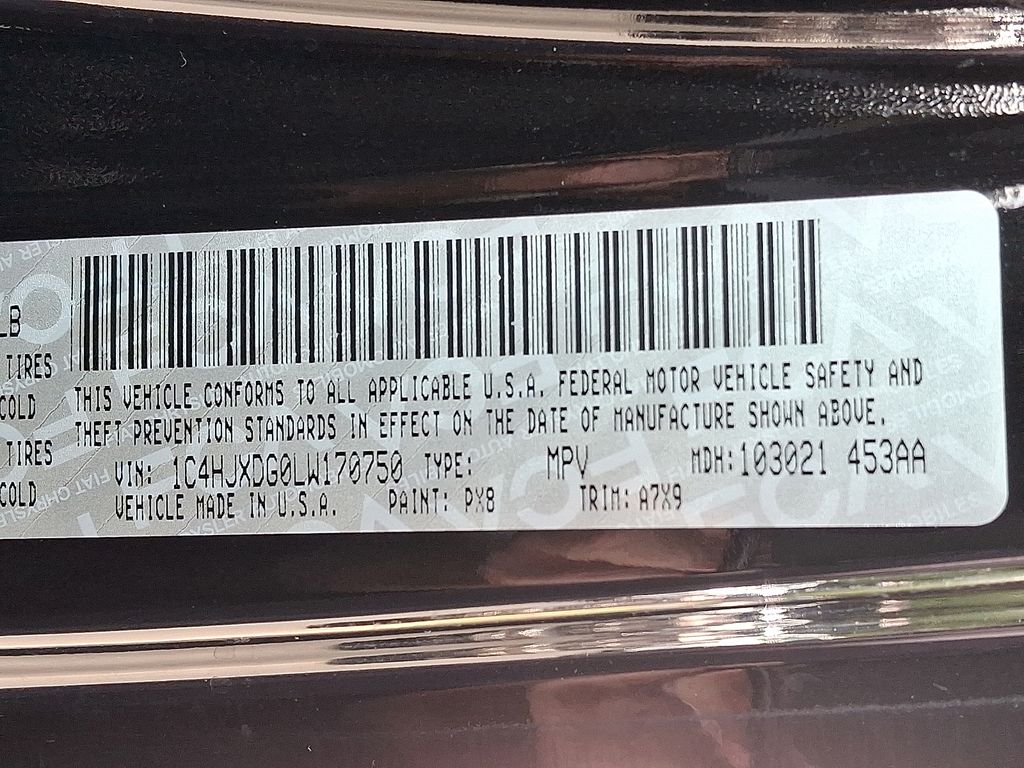 LB
TIRES
COLD
TIRES
COLD
THIS VEHICLE CONFORMS TO ALL APPLICABLE U.S.A. FEDERAL MOTOR VEHICLE SAFETY AND
THEFT PREVENTION STANDARDS IN EFFECT ON THE DATE OF MANUFACTURE SHOWN ABOVE.
VIN: 1C4HJXDG0LW170750 TYPE: MPV MDH:103021 453AA
VEHICLE MADE IN U.S.A. PAINT: PX8 TRIM: A7X9